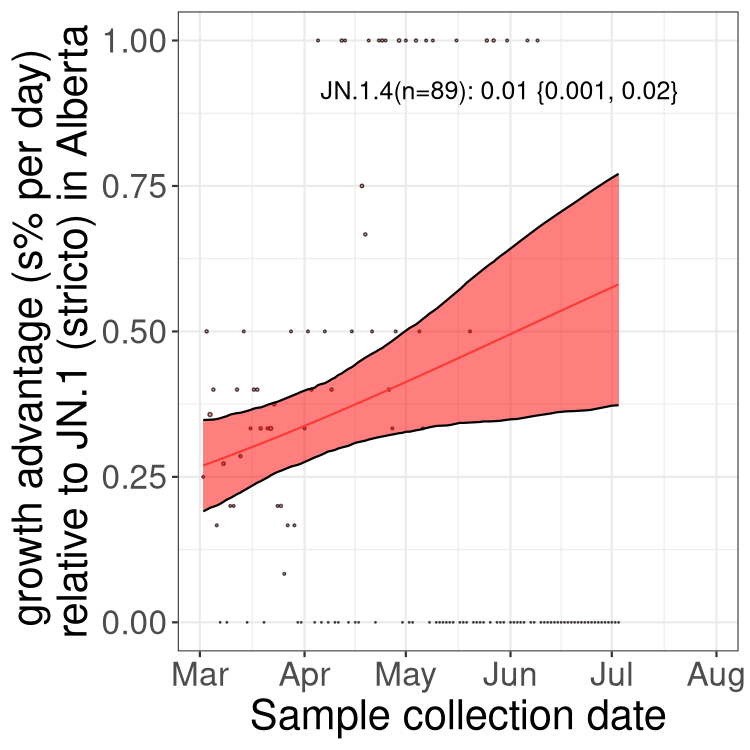 growth advantage (s% per day)
relative to JN.1 (stricto) in Alberta
1.00
0.75
0.50
0.25
0.00
JN.1.4(n=89): 0.01 {0.001, 0.02}
Mar Apr May Jun Jul Aug
Sample collection date